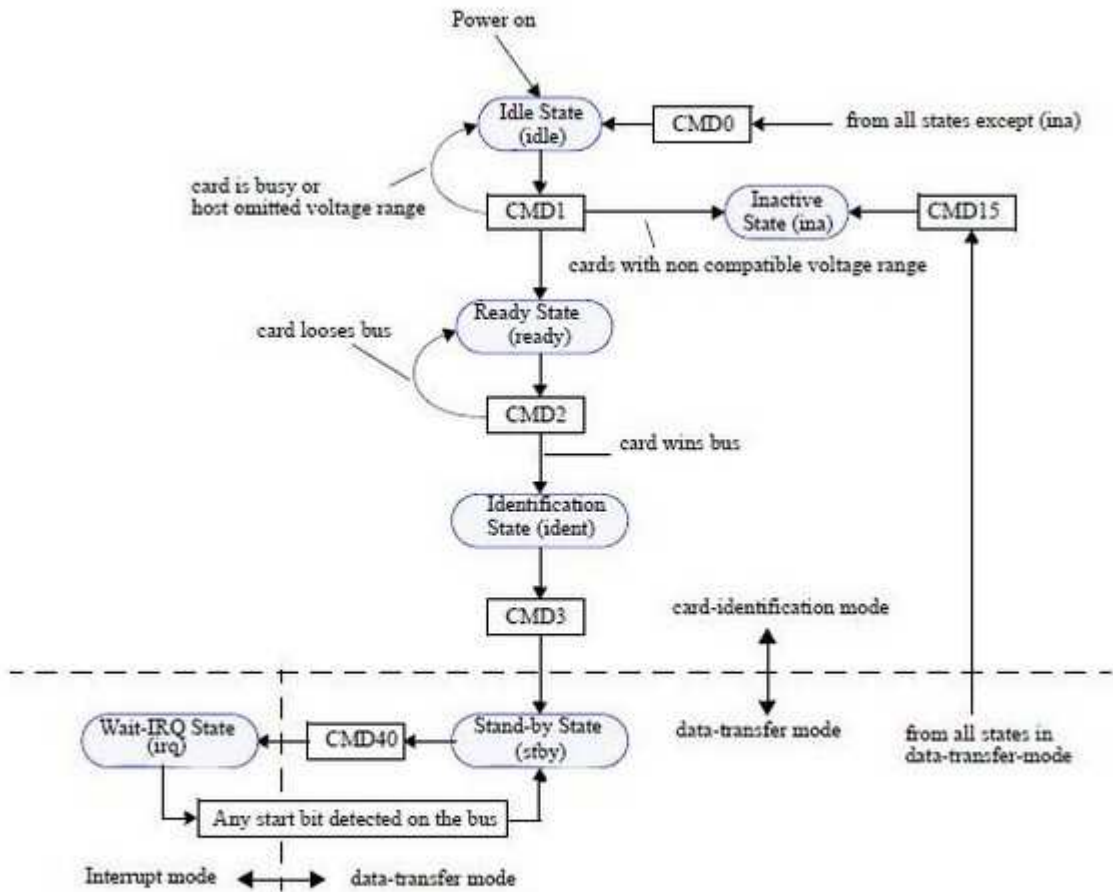 Power on
Idle State
(idle)
CMD0
from all states except (ina)
card is busy or
host omitted voltage range
CMD1
Inactive
State (ina)
CMD15
cards with non compatible voltage range
Ready State
(ready)
card looses bus
CMD2
card wins bus
Identification
State (ident)
CMD3
card-identification mode
Wait-IRQ State
(irq)
CMD40
Stand-by State
(stby)
data-transfer mode
from all states in
data-transfer-mode
Any start bit detected on the bus
Interrupt mode
data-transfer mode